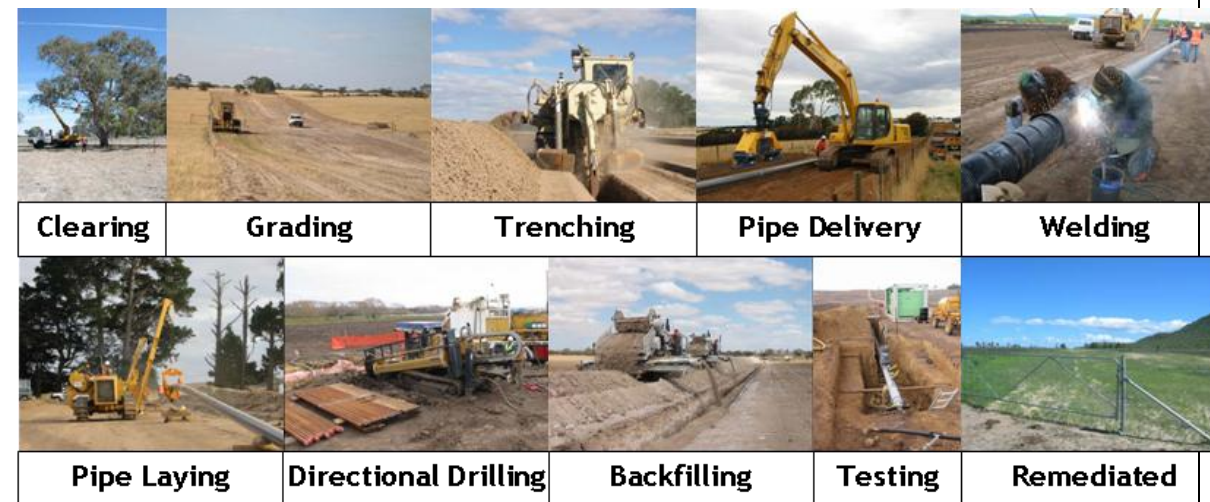 Clearing
Grading
Trenching
Pipe Delivery
Welding
Pipe Laying
Directional Drilling
Backfilling
Testing
Remediated